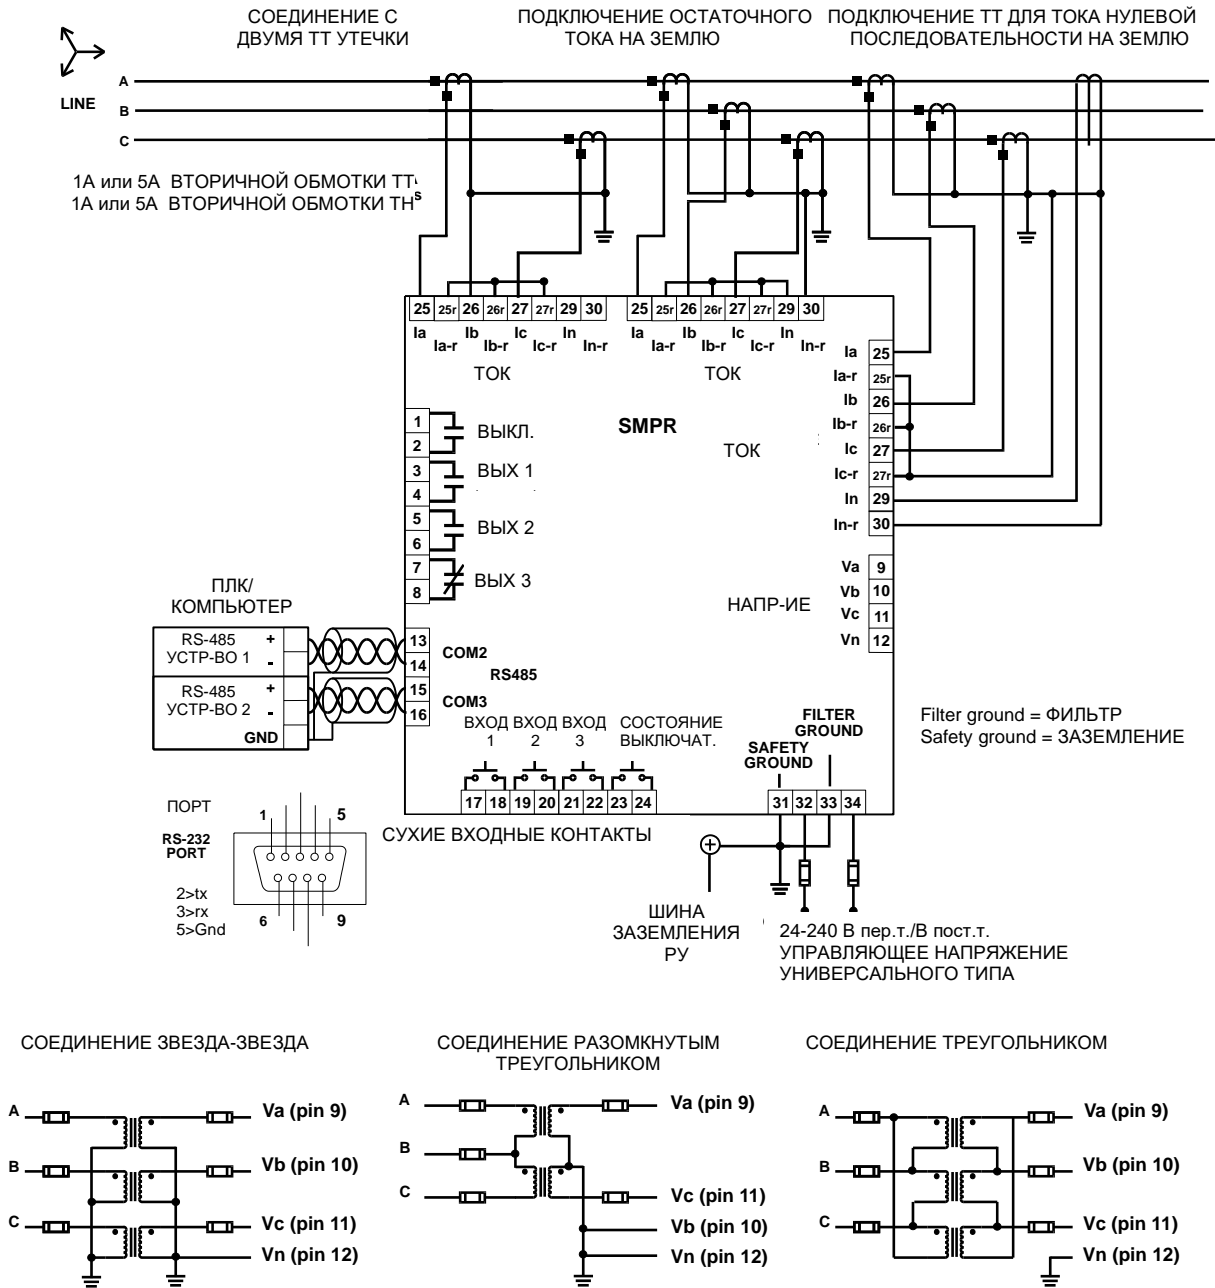 СОЕДИНЕНИЕ С
ДВУМЯ ТТ УТЕЧКИ
ПОДКЛЮЧЕНИЕ ОСТАТОЧНОГО
ТОКА НА ЗЕМЛЮ
ПОДКЛЮЧЕНИЕ ТТ ДЛЯ ТОКА НУЛЕВОЙ
ПОСЛЕДОВАТЕЛЬНОСТИ НА ЗЕМЛЮ
LINE
A
B
C
1А или 5А ВТОРИЧНОЙ ОБМОТКИ ТТ
1А или 5А ВТОРИЧНОЙ ОБМОТКИ ТН
25 25r 26 26r 27 27r 29 30
Ia Ib Ic In
Ia-r Ib-r Ic-r In-r
ТОК
25 25r 26 26r 27 27r 29 30
Ia Ib Ic In
Ia-r Ib-r Ic-r In-r
ТОК
Ia 25
Ia-r 25r
Ib 26
Ib-r 26r
Ic 27
Ic-r 27r
In 29
In-r 30
SMPR
ТОК
1
2
ВЫКЛ.
3
4
ВЫХ 1
5
6
ВЫХ 2
7
8
ВЫХ 3
Va 9
Vb 10
Vc 11
Vn 12
НАПР-ИЕ
ПЛК/
КОМПЬЮТЕР
RS-485 +
УСТР-ВО 1 -
RS-485 +
УСТР-ВО 2 -
GND
13
14
COM2
RS485
15
16
COM3
ВХОД ВХОД ВХОД
1 2 3
СОСТОЯНИЕ
ВЫКЛЮЧАТ.
17 18 19 20 21 22 23 24
СУХИЕ ВХОДНЫЕ КОНТАКТЫ
FILTER
GROUND
SAFETY
GROUND
31 32 33 34
Filter ground = ФИЛЬТР
Safety ground = ЗАЗЕМЛЕНИЕ
ПОРТ
RS-232
PORT
1 5
6 9
2>tx
3>rx
5>Gnd
ШИНА
ЗАЗЕМЛЕНИЯ
РУ
24-240 В пер.т./В пост.т.
УПРАВЛЯЮЩЕЕ НАПРЯЖЕНИЕ
УНИВЕРСАЛЬНОГО ТИПА
СОЕДИНЕНИЕ ЗВЕЗДА-ЗВЕЗДА
A Va (pin 9)
B Vb (pin 10)
C Vc (pin 11)
Vn (pin 12)
СОЕДИНЕНИЕ РАЗОМКНУТЫМ
ТРЕУГОЛЬНИКОМ
A Va (pin 9)
B
C Vc (pin 11)
Vb (pin 10)
Vn (pin 12)
СОЕДИНЕНИЕ ТРЕУГОЛЬНИКОМ
A Va (pin 9)
B Vb (pin 10)
C Vc (pin 11)
Vn (pin 12)